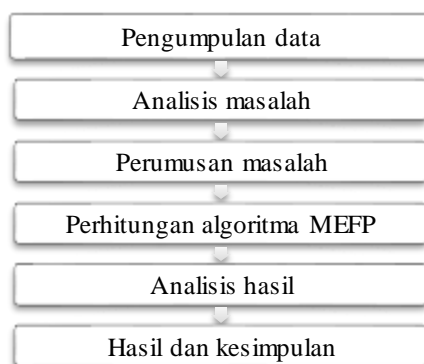 Pengumpulan data
Analisis masalah
Perumusan masalah
Perhitungan algoritma MEFP
Analisis hasil
Hasil dan kesimpulan